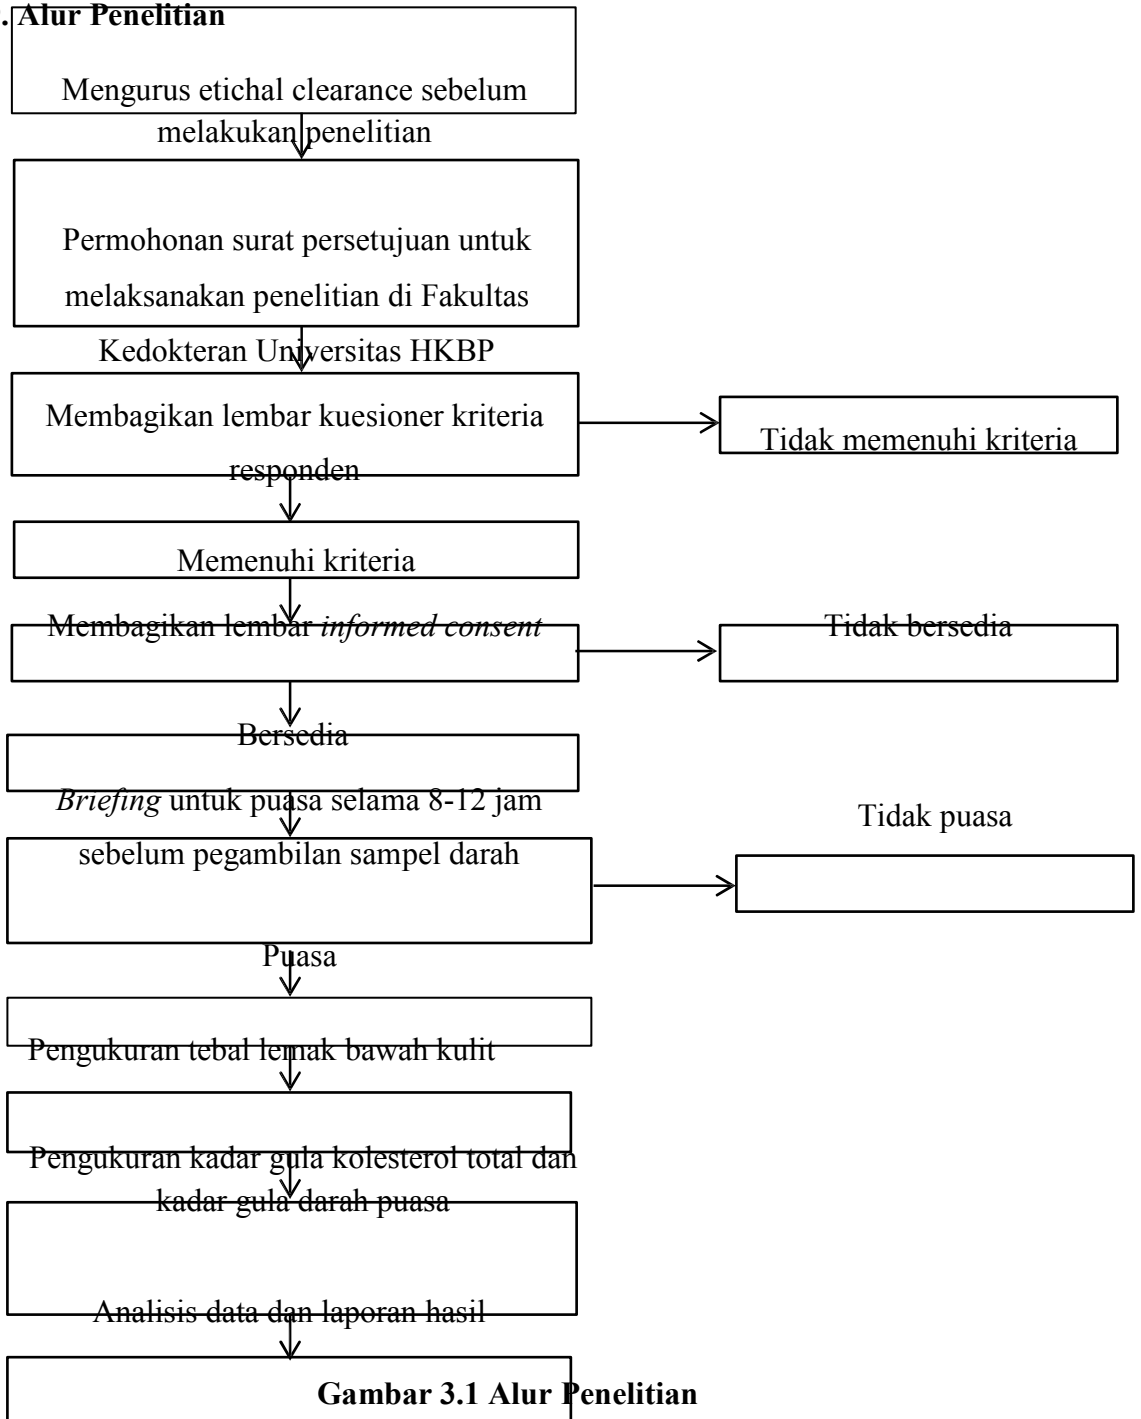 . Alur Penelitian
Mengurus etichal clearance sebelum
melakukan penelitian
Permohonan surat persetujuan untuk
melaksanakan penelitian di Fakultas
Kedokteran Universitas HKBP
Membagikan lembar kuesioner kriteria
responden
Tidak memenuhi kriteria
Memenuhi kriteria
Membagikan lembar informed consent
Tidak bersedia
Bersedia
Briefing untuk puasa selama 8-12 jam
sebelum pegambilan sampel darah
Tidak puasa
Puasa
Pengukuran tebal lemak bawah kulit
Pengukuran kadar gula kolesterol total dan
kadar gula darah puasa
Analisis data dan laporan hasil
Gambar 3.1 Alur Penelitian